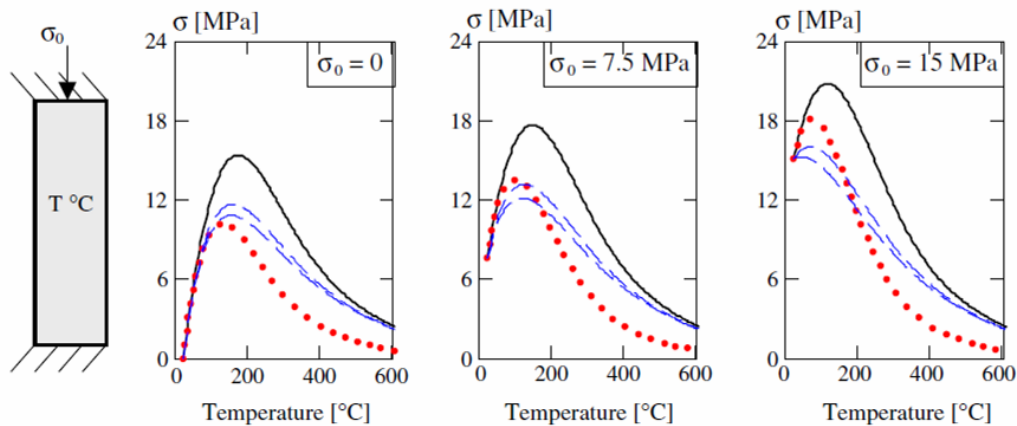 σ₀
T °C
σ [MPa]
24
18
12
6
0
σ₀ = 0
0 200 400 600
Temperature [°C]
σ [MPa]
24
18
12
6
0
σ₀ = 7.5 MPa
0 200 400 600
Temperature [°C]
σ [MPa]
24
18
12
6
0
σ₀ = 15 MPa
0 200 400 600
Temperature [°C]